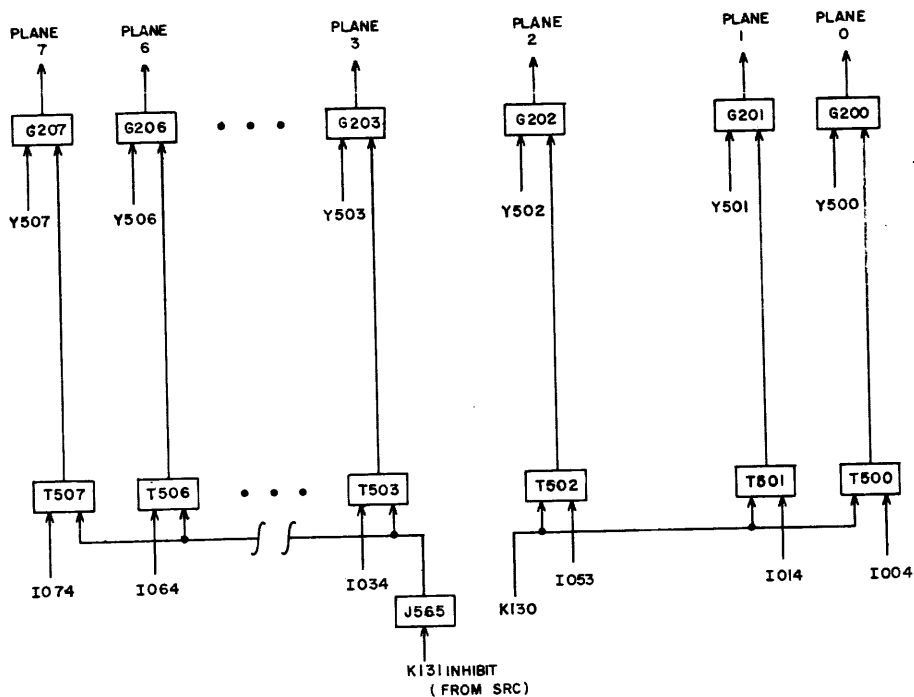 PLANE 7
PLANE 6
PLANE 3
PLANE 2
PLANE 1
PLANE 0
G207
G206
• • •
G203
G202
G201
G200
Y507
Y506
Y503
Y502
Y501
Y500
T507
T506
• • •
T503
T502
T501
T500
I074
I064
I034
I053
I014
I004
J565
K130
K131 INHIBIT
(FROM SRC)